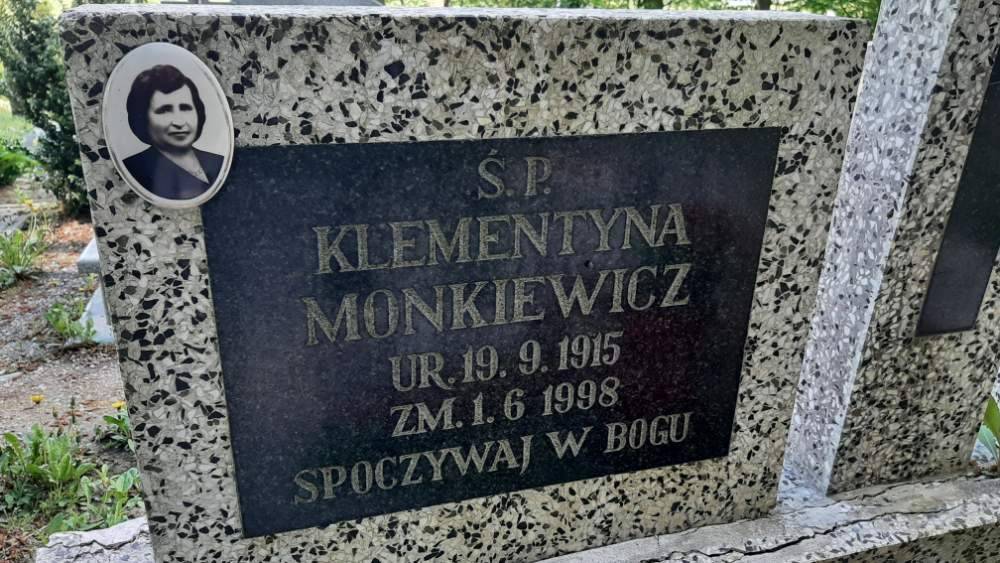 Ś. P.
KLEMENTYNA
MONKIEWICZ
UR. 19. 9. 1915
ZM. 1. 6 1998
SPOCZYWAJ W BOGU